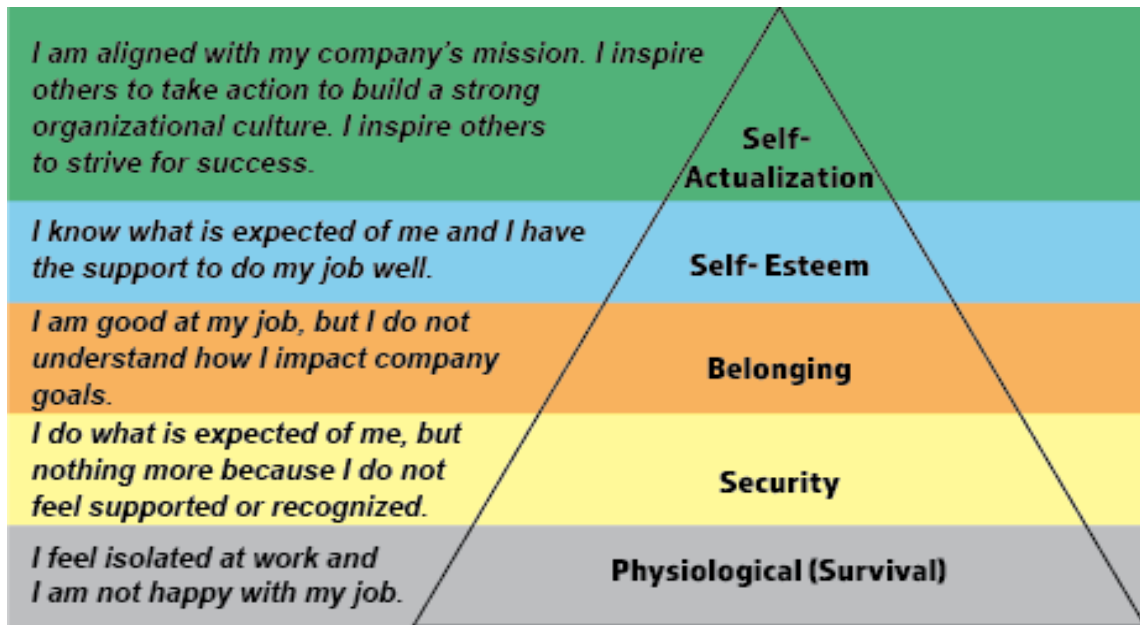 I am aligned with my company's mission. I inspire
others to take action to build a strong
organizational culture. I inspire others
to strive for success.
Self-
Actualization
I know what is expected of me and I have
the support to do my job well.
Self- Esteem
I am good at my job, but I do not
understand how I impact company
goals.
Belonging
I do what is expected of me, but
nothing more because I do not
feel supported or recognized.
Security
I feel isolated at work and
I am not happy with my job.
Physiological (Survival)